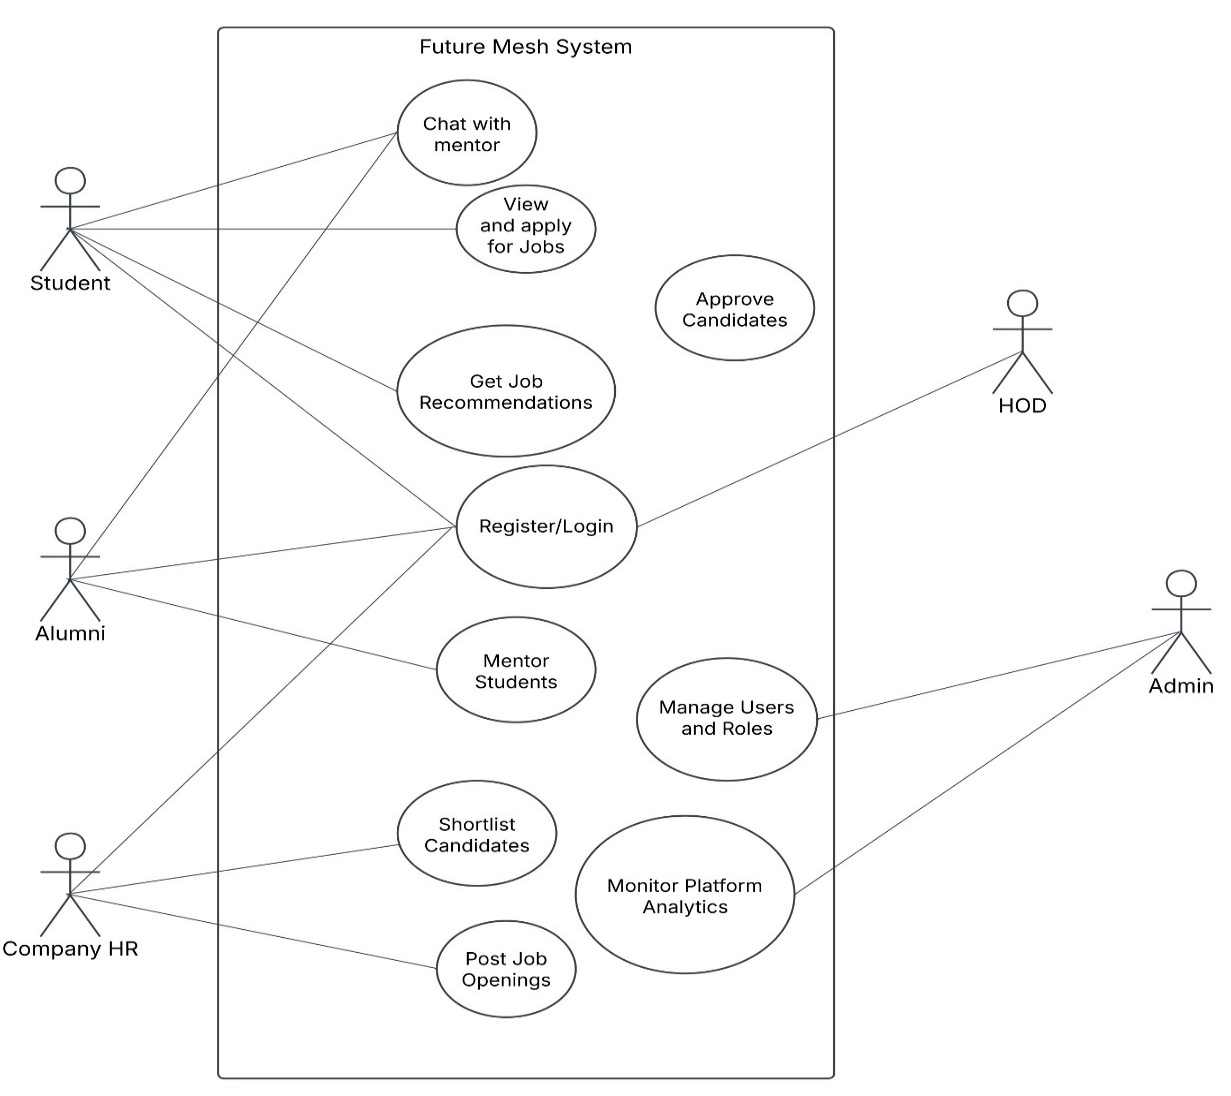 Future Mesh System
Chat with
mentor
View
and apply
for Jobs
Student
Approve
Candidates
Get Job
Recommendations
HOD
Register/Login
Alumni
Mentor
Students
Admin
Manage Users
and Roles
Shortlist
Candidates
Monitor Platform
Analytics
Company HR
Post Job
Openings